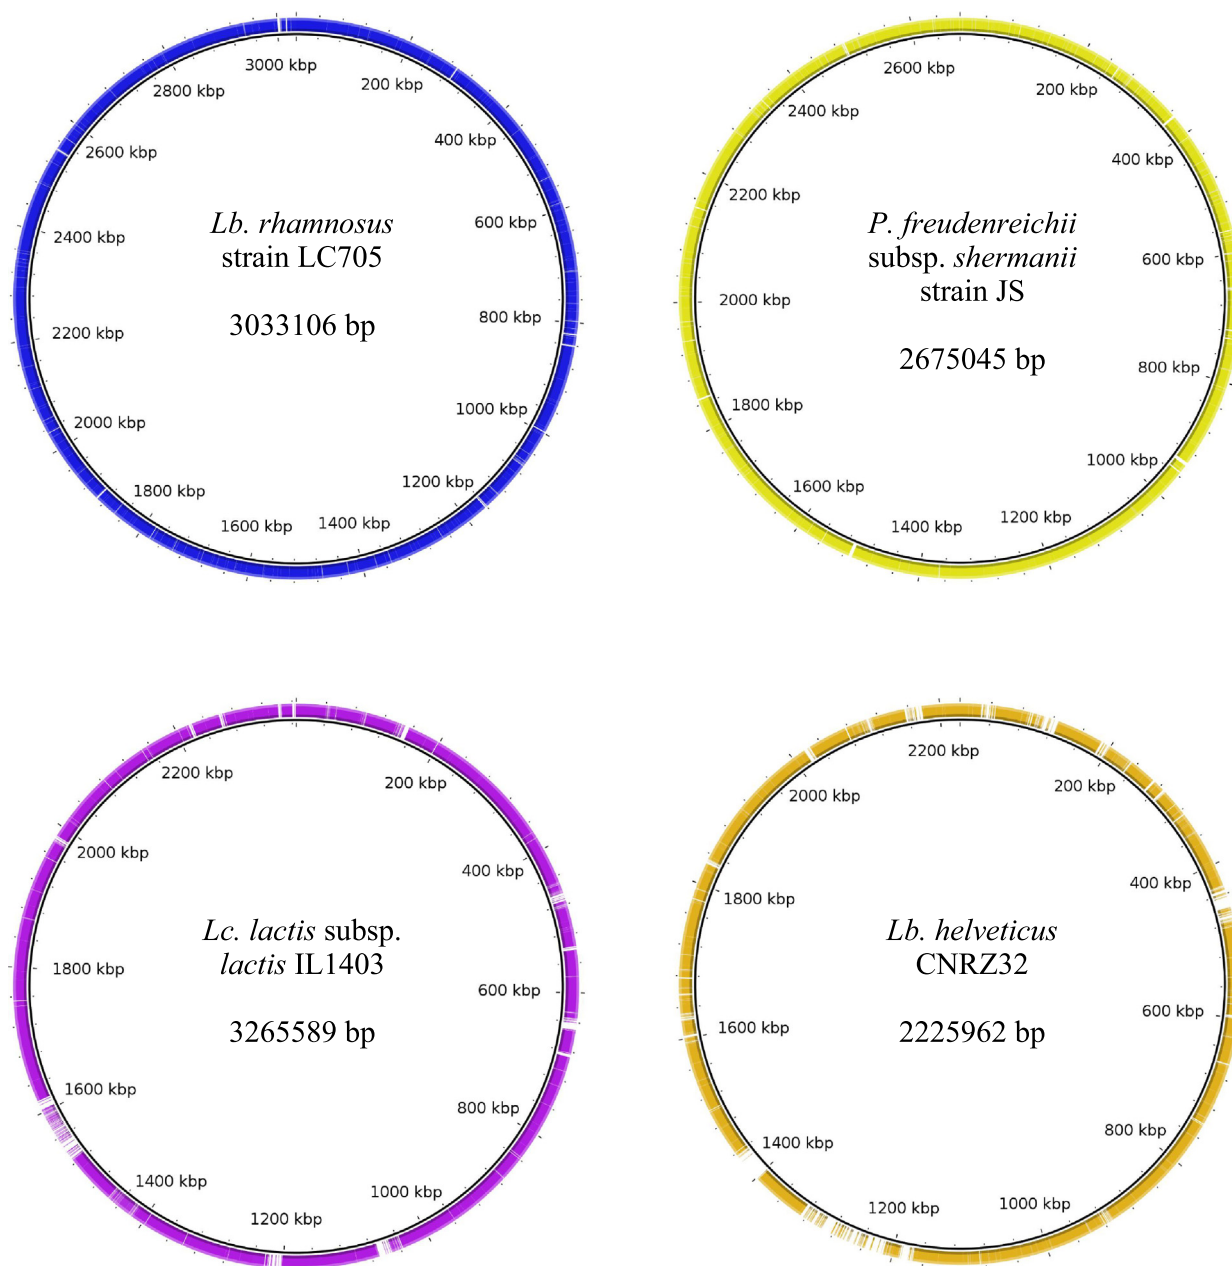 3000 kbp
200 kbp
400 kbp
600 kbp
800 kbp
1000 kbp
1200 kbp
1400 kbp
1600 kbp
1800 kbp
2000 kbp
2200 kbp
2400 kbp
2600 kbp
2800 kbp
Lb. rhamnosus
strain LC705
3033106 bp
2600 kbp
200 kbp
400 kbp
600 kbp
800 kbp
1000 kbp
1200 kbp
1400 kbp
1600 kbp
1800 kbp
2000 kbp
2200 kbp
2400 kbp
P. freudenreichii
subsp. shermanii
strain JS
2675045 bp
200 kbp
400 kbp
600 kbp
800 kbp
1000 kbp
1200 kbp
1400 kbp
1600 kbp
1800 kbp
2000 kbp
2200 kbp
Lc. lactis subsp.
lactis IL1403
3265589 bp
2200 kbp
200 kbp
400 kbp
600 kbp
800 kbp
1000 kbp
1200 kbp
1400 kbp
1600 kbp
1800 kbp
2000 kbp
Lb. helveticus
CNRZ32
2225962 bp